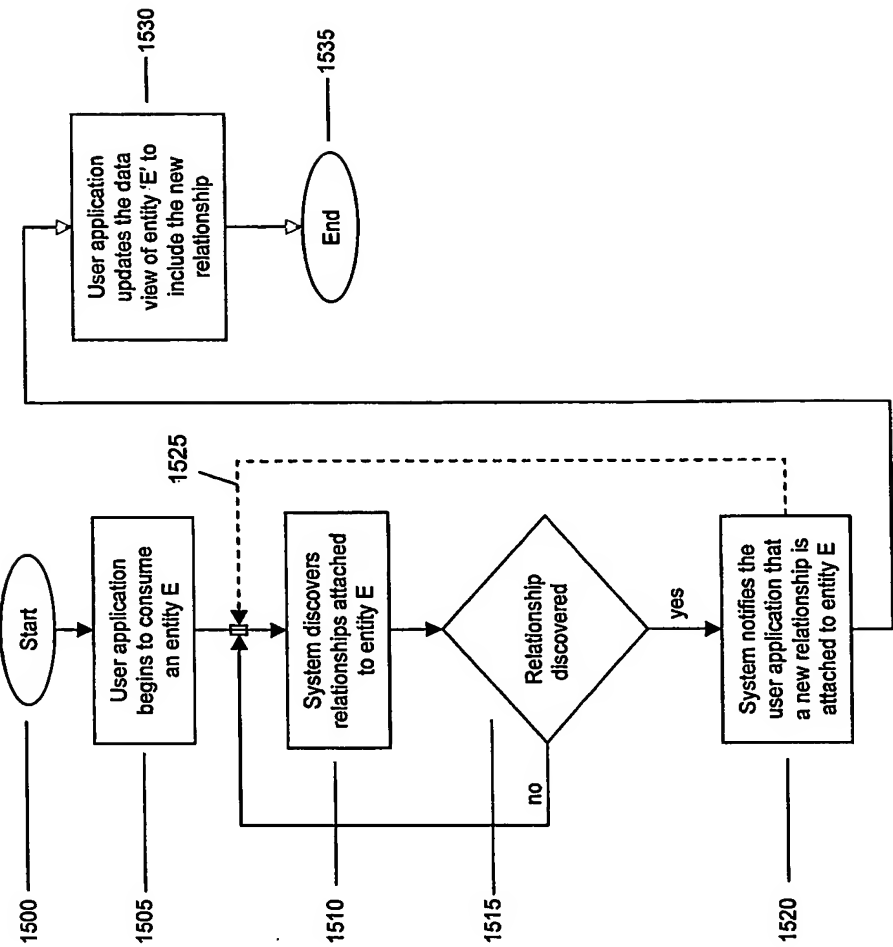 1500
Start
1505
User application
begins to consume
an entity E
1525
1510
System discovers
relationships attached
to entity E
1515
Relationship
discovered
no
yes
1520
System notifies the
user application that
a new relationship is
attached to entity E
User application
updates the data
view of entity 'E' to
include the new
relationship
1530
End
1535